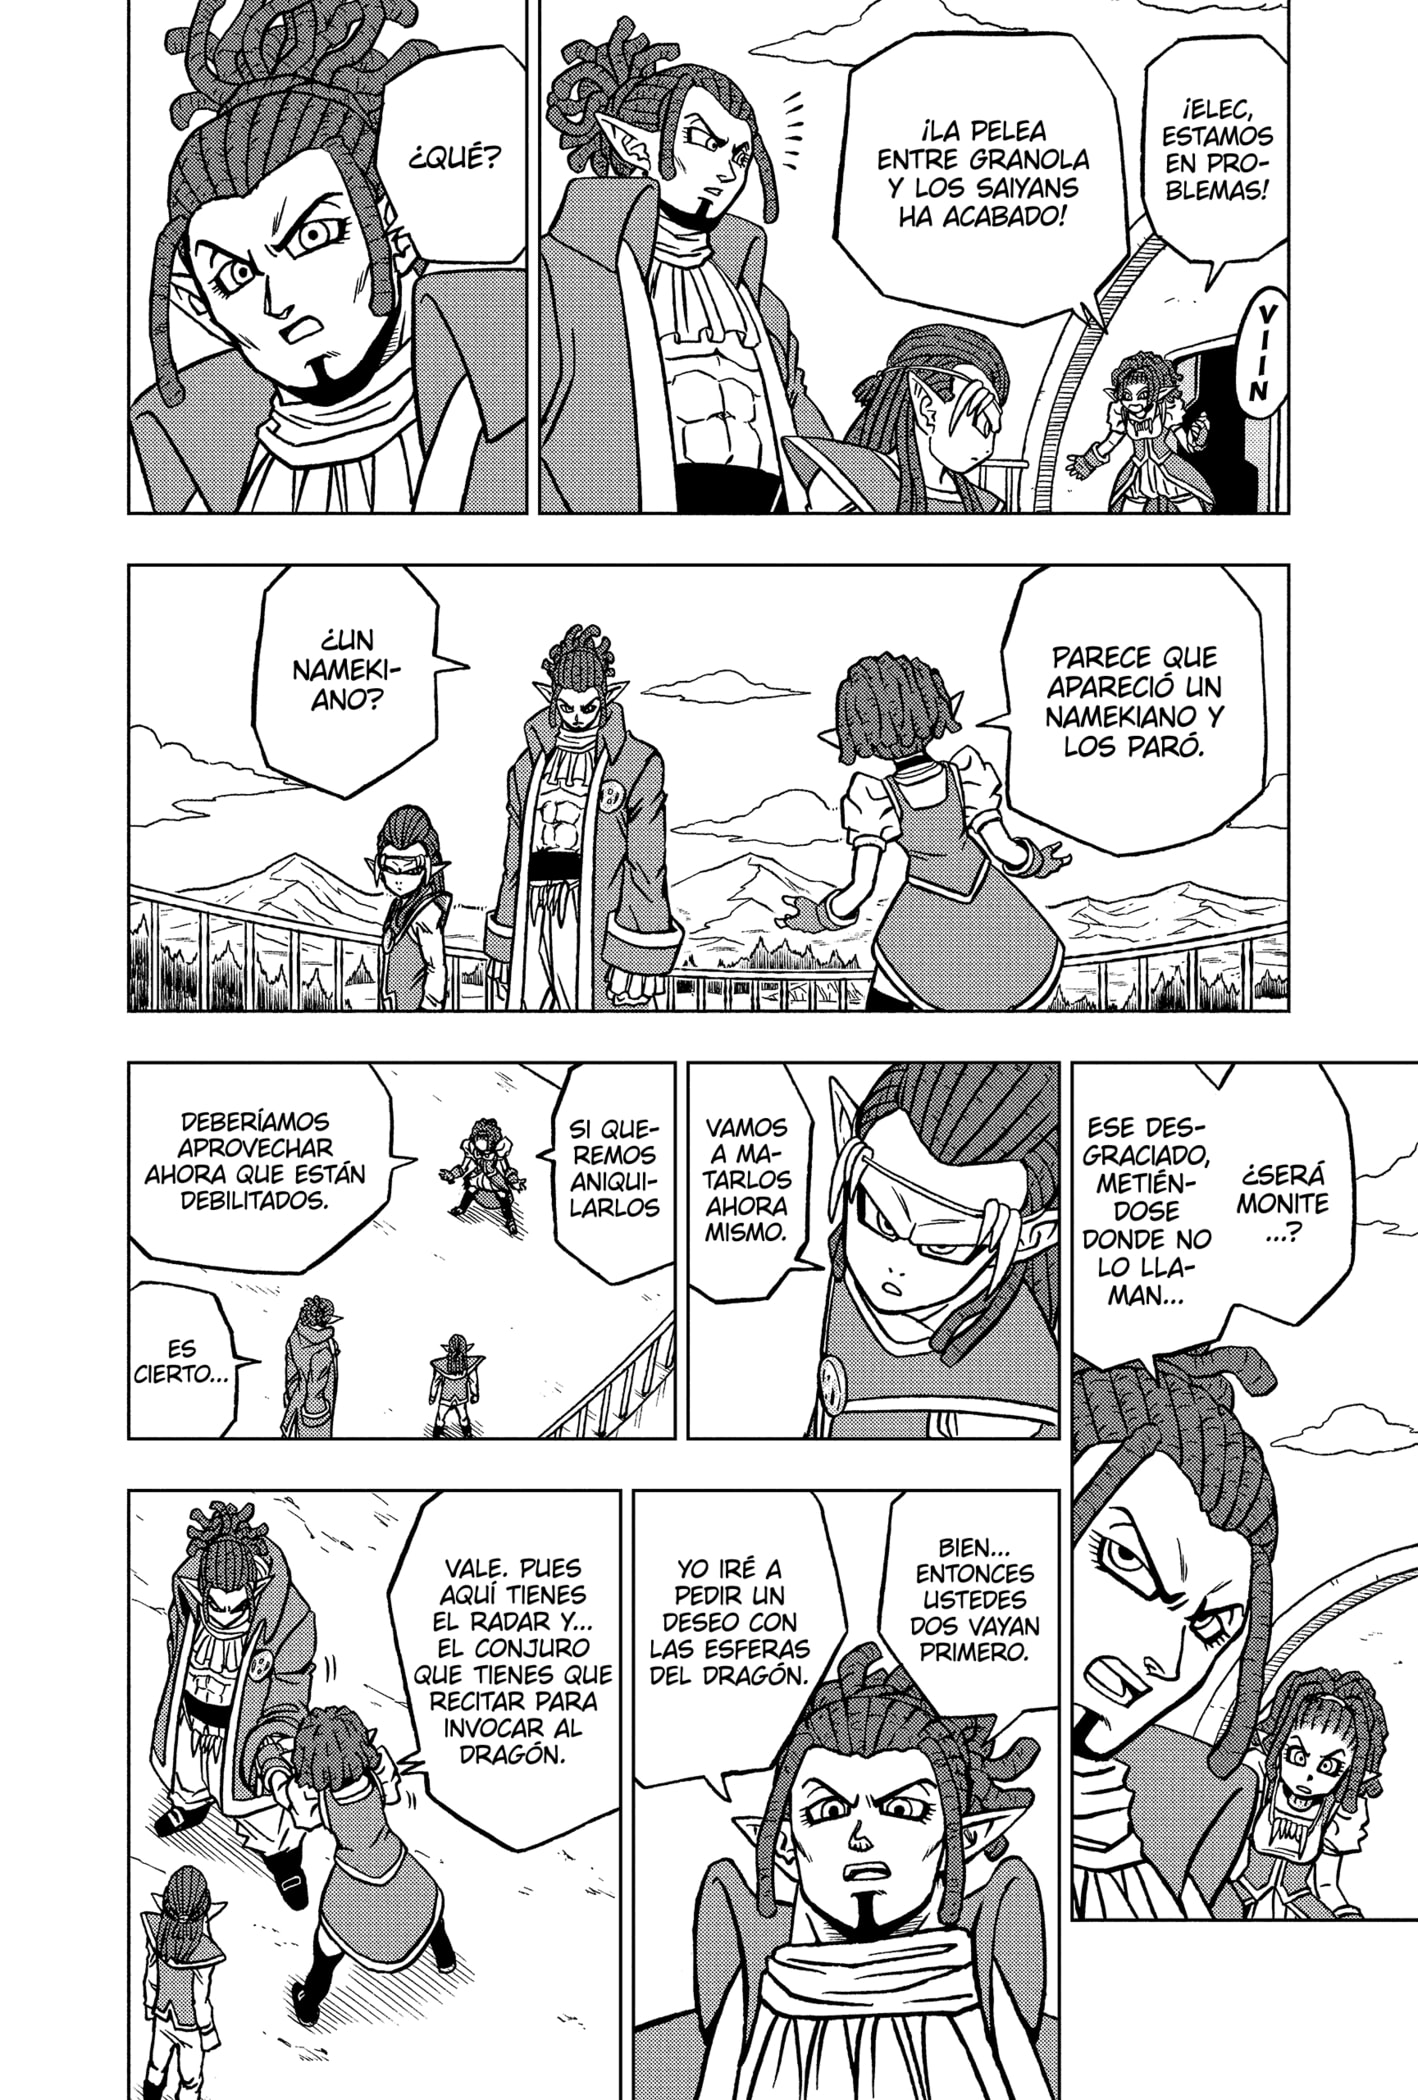 ¡ELEC,
ESTAMOS
EN PRO-
BLEMAS!
VIIN
¡LA PELEA
ENTRE GRANOLA
Y LOS SAIYANS
HA ACABADO!
¿QUÉ?
PARECE QUE
APARECIÓ UN
NAMEKIANO Y
LOS PARÓ.
¿UN
NAMEKI-
ANO?
¿SERÁ
MONITE
...?
ESE DES-
GRACIADO,
METIÉN-
DOSE
DONDE NO
LO LLA-
MAN...
VAMOS
A MA-
TARLOS
AHORA
MISMO.
SI QUE-
REMOS
ANIQUI-
LARLOS
DEBERÍAMOS
APROVECHAR
AHORA QUE ESTÁN
DEBILITADOS.
ES
CIERTO...
BIEN...
ENTONCES
USTEDES
DOS VAYAN
PRIMERO.
YO IRÉ A
PEDIR UN
DESEO CON
LAS ESFERAS
DEL DRAGÓN.
VALE. PUES
AQUÍ TIENES
EL RADAR Y...
EL CONJURO
QUE TIENES QUE
RECITAR PARA
INVOCAR AL
DRAGÓN.